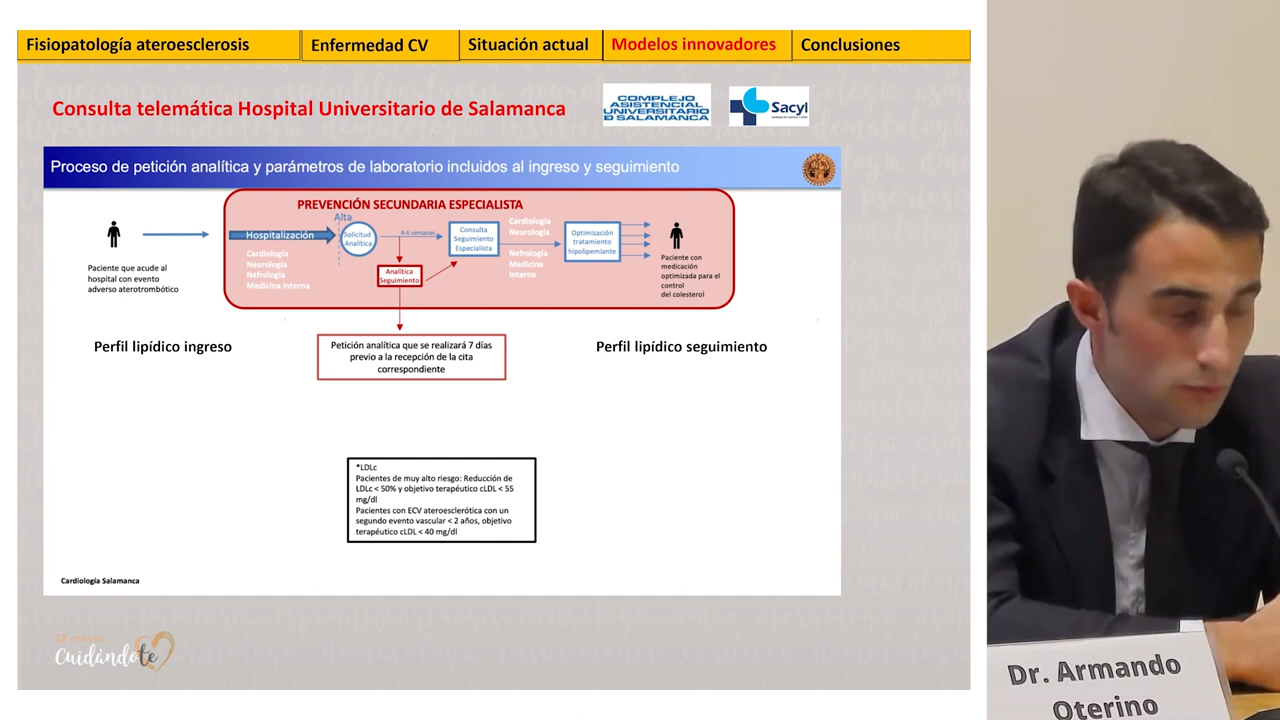 Fisiopatología ateroesclerosis
Enfermedad CV
Situación actual
Modelos innovadores
Conclusiones
Consulta telemática Hospital Universitario de Salamanca
COMPLEJO
ASISTENCIAL
UNIVERSITARIO
D SALAMANCA
Sacyl
Proceso de petición analítica y parámetros de laboratorio incluidos al ingreso y seguimiento
PREVENCIÓN SECUNDARIA ESPECIALISTA
Paciente que acude al
hospital con evento
adverso aterotrombótico
Hospitalización
Cardiología
Neurología
Nefrología
Medicina Interna
Alta
Solicitud
Analítica
4-6 semanas
Analítica
Seguimiento
Consulta
Seguimiento
Especialista
Cardiología
Neurología
Nefrología
Medicina
Interna
Optimización
tratamiento
hipolipemiante
Paciente con
medicación
optimizada para el
control
del colesterol
Perfil lipídico ingreso
Petición analítica que se realizará 7 días
previo a la recepción de la cita
correspondiente
Perfil lipídico seguimiento
*LDLc
Pacientes de muy alto riesgo: Reducción de
LDLc < 50% y objetivo terapéutico cLDL < 55
mg/dl
Pacientes con ECV ateroesclerótica con un
segundo evento vascular < 2 años, objetivo
terapéutico cLDL < 40 mg/dl
Cardiología Salamanca
12 meses
Cuidándote
Dr. Armando
Oterino